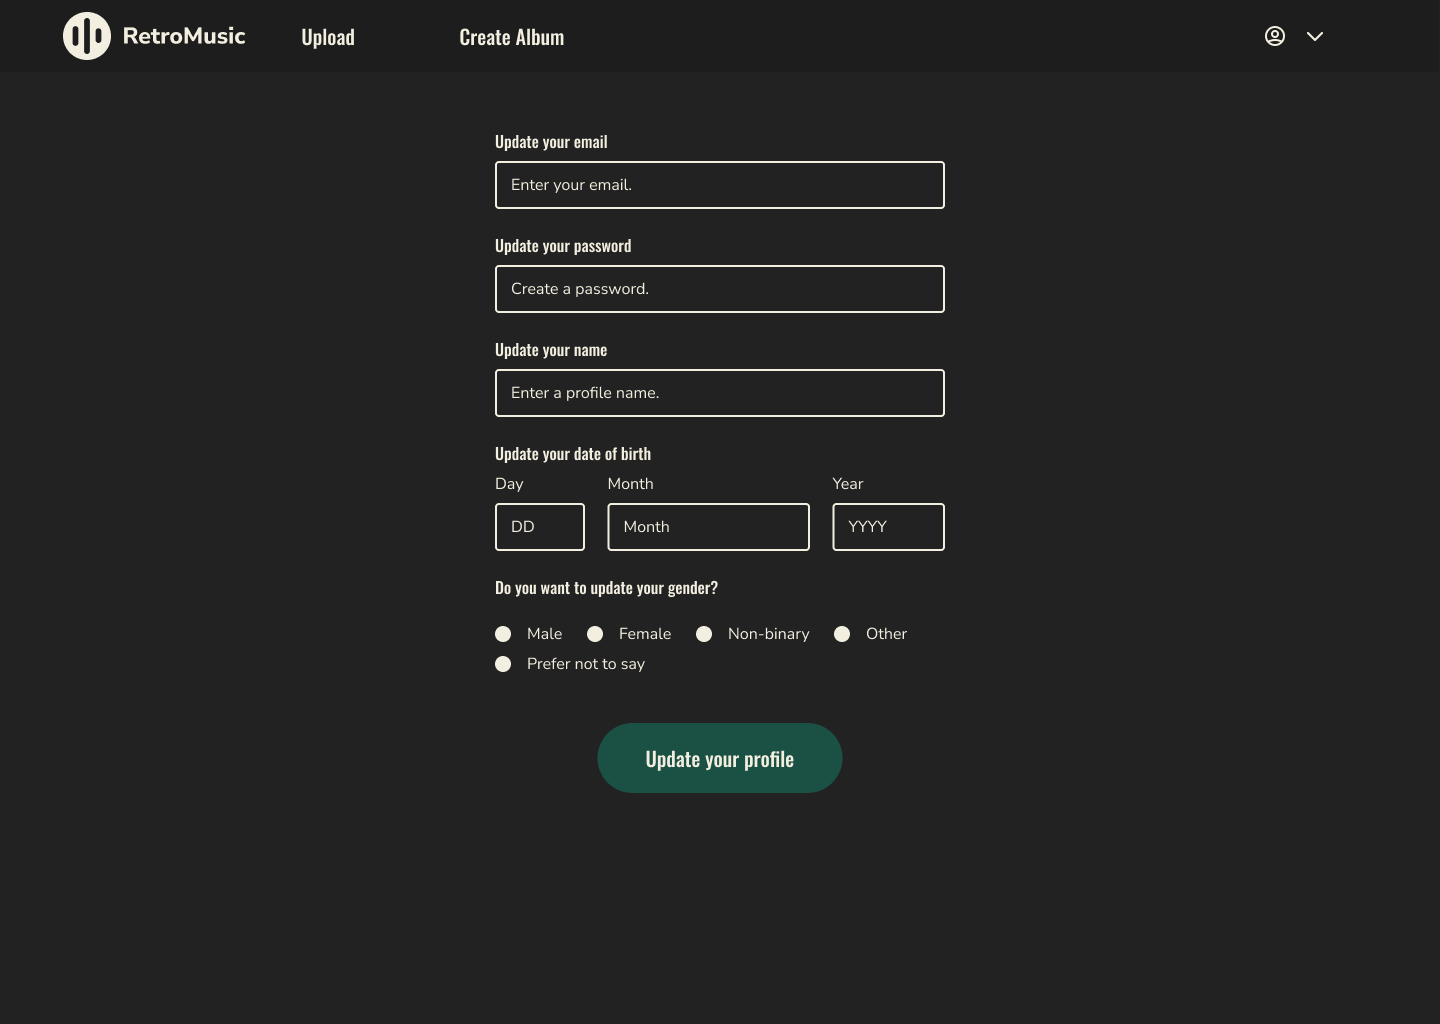 RetroMusic
Upload
Create Album
Update your email
Enter your email.
Update your password
Create a password.
Update your name
Enter a profile name.
Update your date of birth
Day Month Year
DD Month YYYY
Do you want to update your gender?
Male Female Non-binary Other
Prefer not to say
Update your profile